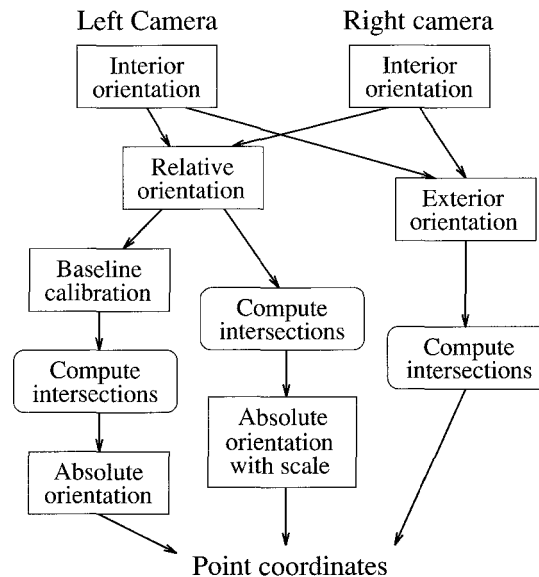 Left Camera
Right camera
Interior
orientation
Interior
orientation
Relative
orientation
Exterior
orientation
Baseline
calibration
Compute
intersections
Compute
intersections
Compute
intersections
Absolute
orientation
with scale
Absolute
orientation
Point coordinates